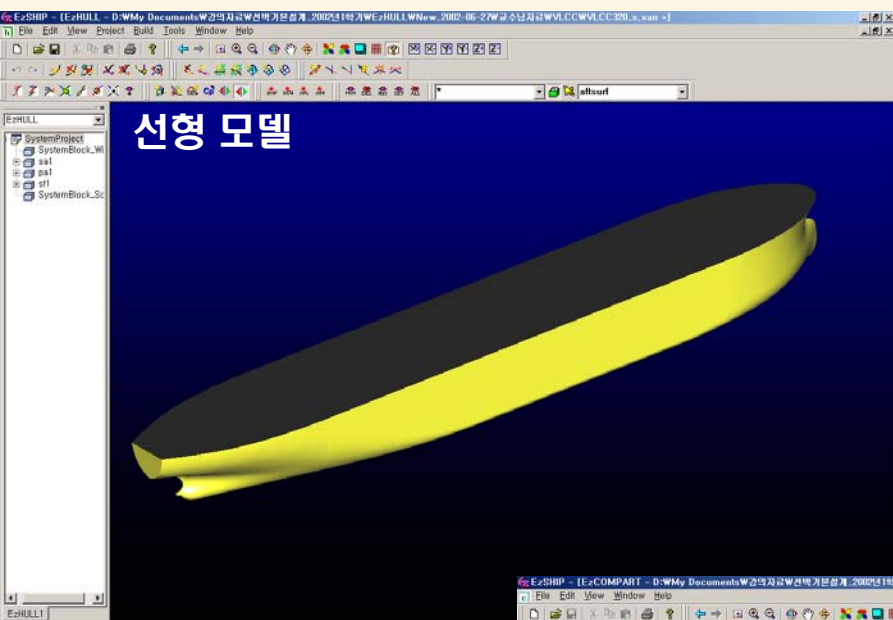 EzSHIP - [EzHULL - D:₩My Documents₩강의자료₩선박기본설계_2002년1학기₩EzHULL₩New_2002-06-27₩교수님자료₩VLCC₩VLCC320_s,xan *]
File Edit View Project Build Tools Window Help
* aftsurf
EzHULL
선형 모델
SystemProject
SystemBlock_Wi
sa1
pa1
sf1
SystemBlock_Sc
EzSHIP - [EzCOMPART - D:₩My Documents₩강의자료₩선박기본설계_2002년1학
File Edit View Window Help
EzHULL1